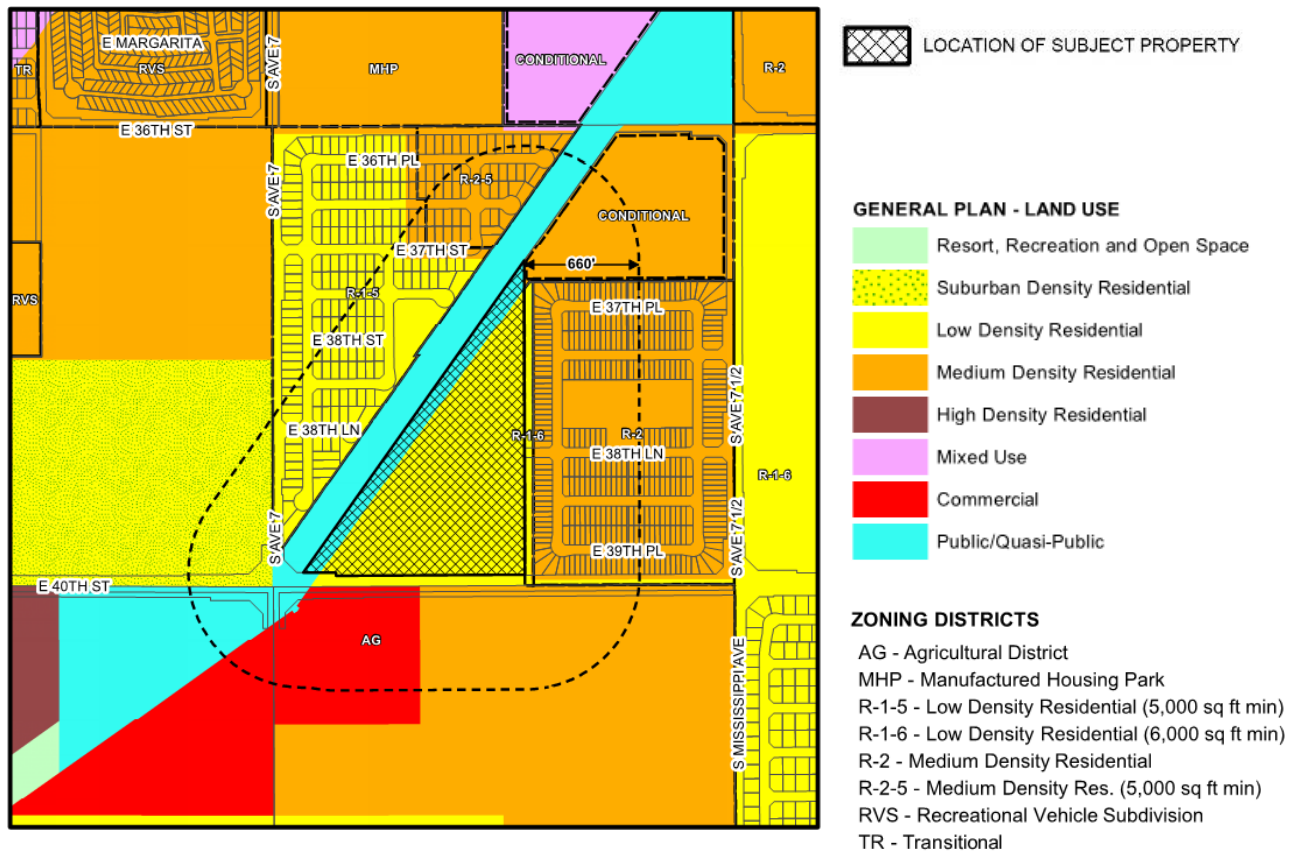 E MARGARITA
TR
RVS
S AVE 7
MHP
CONDITIONAL
R-2
E 36TH ST
E 36TH PL
S AVE 7
R-2-5
CONDITIONAL
E 37TH ST
660'
RVS
R-1-5
E 37TH PL
E 38TH ST
S AVE 7 1/2
E 38TH LN
R-1-6
R-2
E 38TH LN
R-1-6
S AVE 7
E 39TH PL
S AVE 7 1/2
E 40TH ST
AG
S MISSISSIPPI AVE
LOCATION OF SUBJECT PROPERTY
GENERAL PLAN - LAND USE
Resort, Recreation and Open Space
Suburban Density Residential
Low Density Residential
Medium Density Residential
High Density Residential
Mixed Use
Commercial
Public/Quasi-Public
ZONING DISTRICTS
AG - Agricultural District
MHP - Manufactured Housing Park
R-1-5 - Low Density Residential (5,000 sq ft min)
R-1-6 - Low Density Residential (6,000 sq ft min)
R-2 - Medium Density Residential
R-2-5 - Medium Density Res. (5,000 sq ft min)
RVS - Recreational Vehicle Subdivision
TR - Transitional